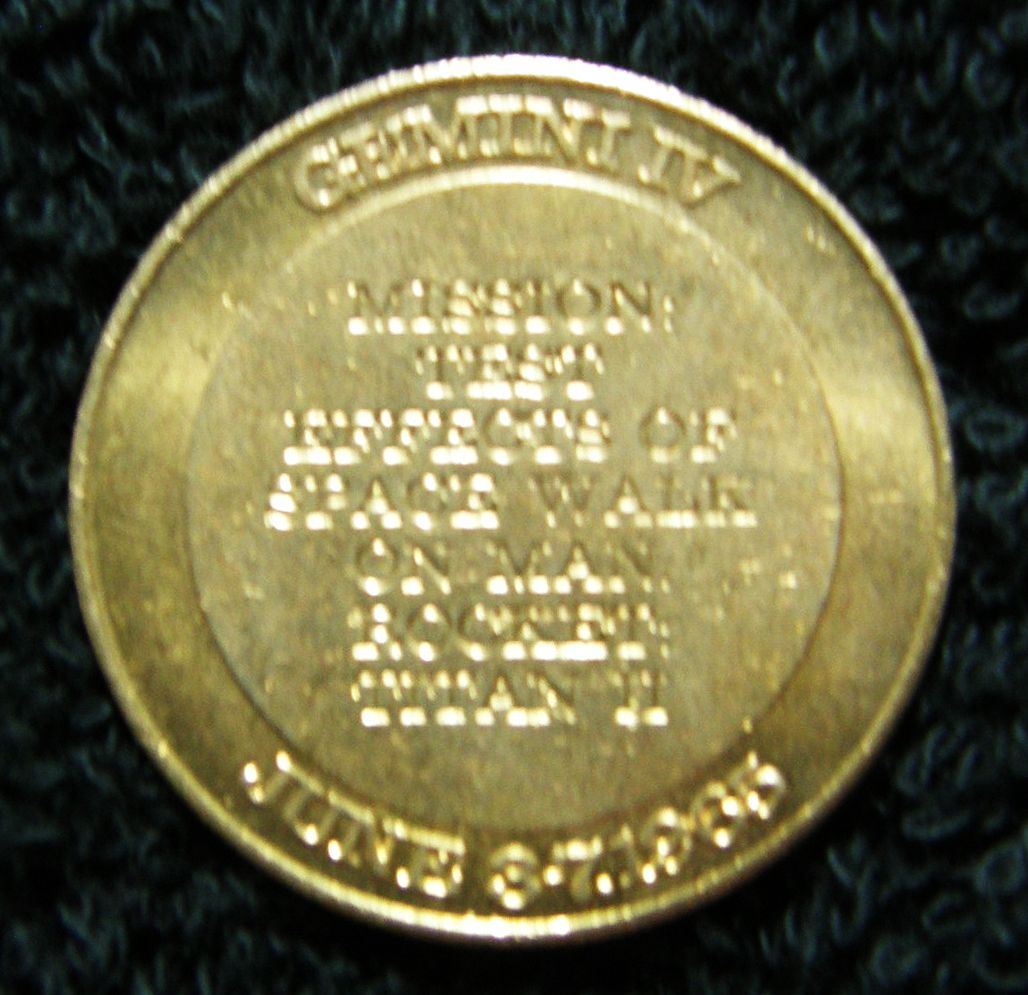 GEMINI IV
MISSION:
TEST
EFFECTS OF
SPACE WALK
ON MAN.
ROCKET:
TITAN II
JUNE 3-7, 1965